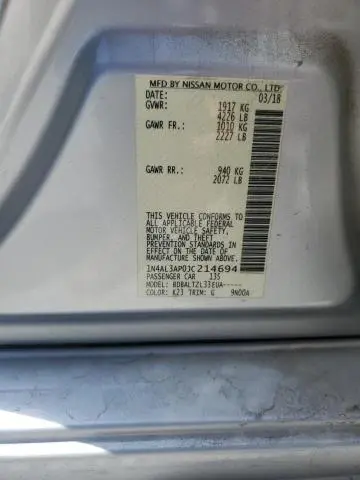 MFD BY NISSAN MOTOR CO., LTD
DATE: 03/18
GVWR: 1917 KG
4226 LB
GAWR FR.: 1010 KG
2227 LB
GAWR RR.: 940 KG
2072 LB
THIS VEHICLE CONFORMS TO
ALL APPLICABLE FEDERAL
MOTOR VEHICLE SAFETY,
BUMPER, AND THEFT
PREVENTION STANDARDS IN
EFFECT ON THE DATE OF
MANUFACTURE SHOWN ABOVE.
1N4AL3AP0JC214694
PASSENGER CAR 135
MODEL: BDBALTZL33EUA-----
COLOR: K23 TRIM: G 9N00A